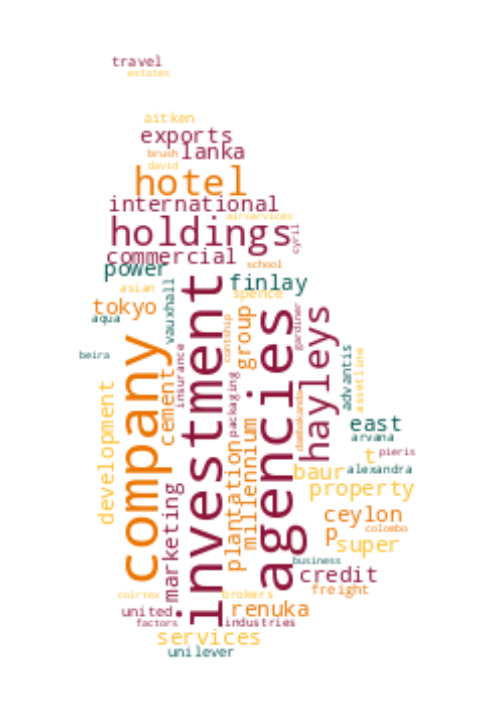 travel
estates
aitken
exports
brush
lanka
david
hotel
international
airservices
holdings
cyril
commercial
power
school
finlay
asian
spence
vauxhall
tokyo
aqua
investment
agencies
company
group
contship
gardiner
hayleys
beira
cement
insurance
packaging
advantis
assetline
development
dambakanda
east
arvana
millennium
plantation
t
pieris
baur
alexandra
property
marketing
ceylon
p
colombo
super
business
credit
freight
coirtex
brokers
united
renuka
factors
industries
services
unilever